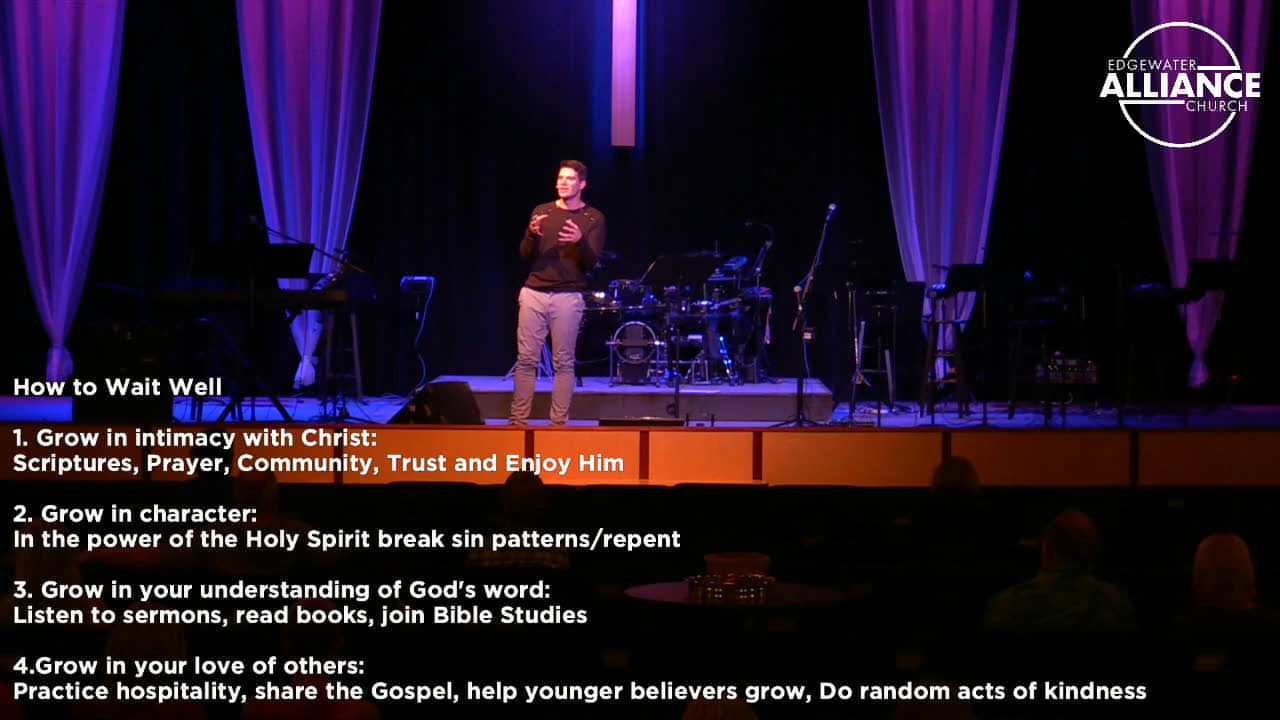 EDGEWATER
ALLIANCE
CHURCH
How to Wait Well
1. Grow in intimacy with Christ:
Scriptures, Prayer, Community, Trust and Enjoy Him
2. Grow in character:
In the power of the Holy Spirit break sin patterns/repent
3. Grow in your understanding of God's word:
Listen to sermons, read books, join Bible Studies
4.Grow in your love of others:
Practice hospitality, share the Gospel, help younger believers grow, Do random acts of kindness